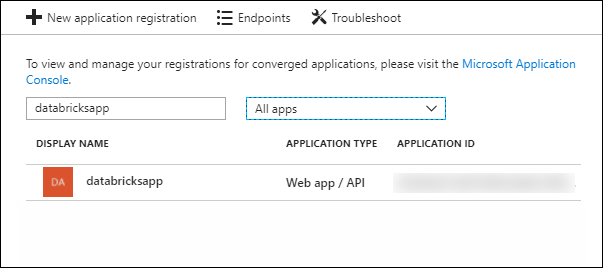 New application registration Endpoints Troubleshoot
To view and manage your registrations for converged applications, please visit the Microsoft Application
Console.
databricksapp All apps
DISPLAY NAME APPLICATION TYPE APPLICATION ID
DA databricksapp Web app / API